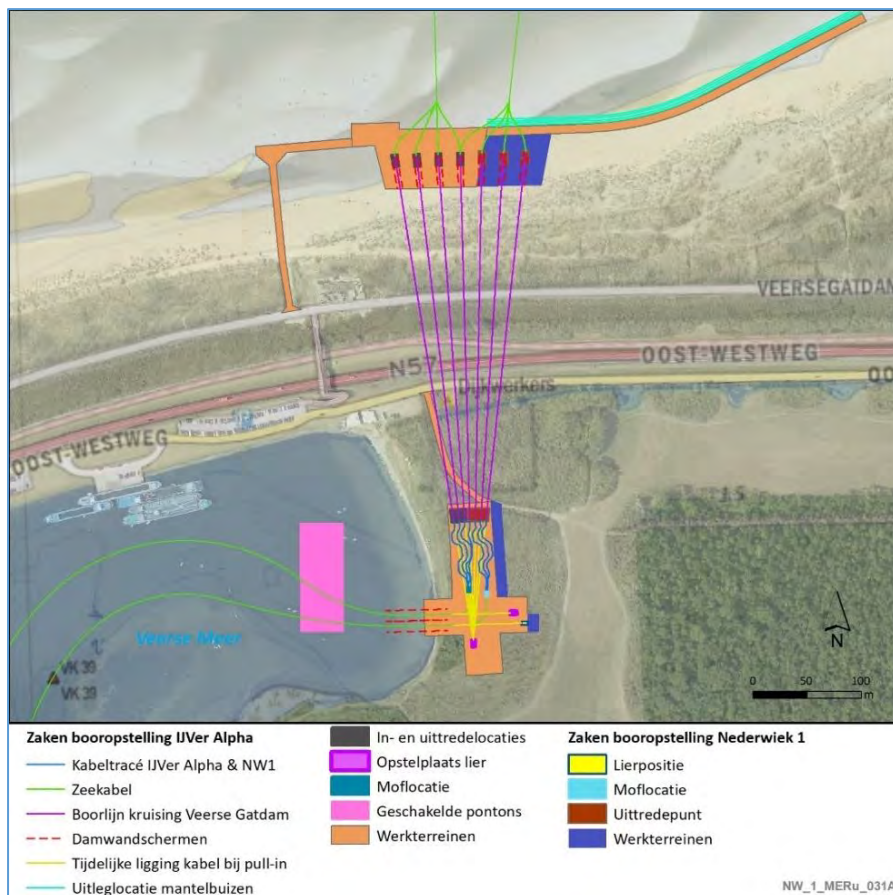 VEERSEGATDAM
OOST-WESTWEG
N57
Dijkwerkers
OO
OOST-WESTWEG
Veerse Meer
VK 39
VK 39
N
0 50 100
m
Zaken booropstelling IJVer Alpha
Kabeltracé IJVer Alpha & NW1
Zeekabel
Boorlijn kruising Veerse Gatdam
Damwandschermen
Tijdelijke ligging kabel bij pull-in
Uitleglocatie mantelbuizen
In- en uittredelocaties
Opstelplaats lier
Moflocatie
Geschakelde pontons
Werkterreinen
Zaken booropstelling Nederwiek 1
Lierpositie
Moflocatie
Uittredepunt
Werkterreinen
NW_1_MERu_031A